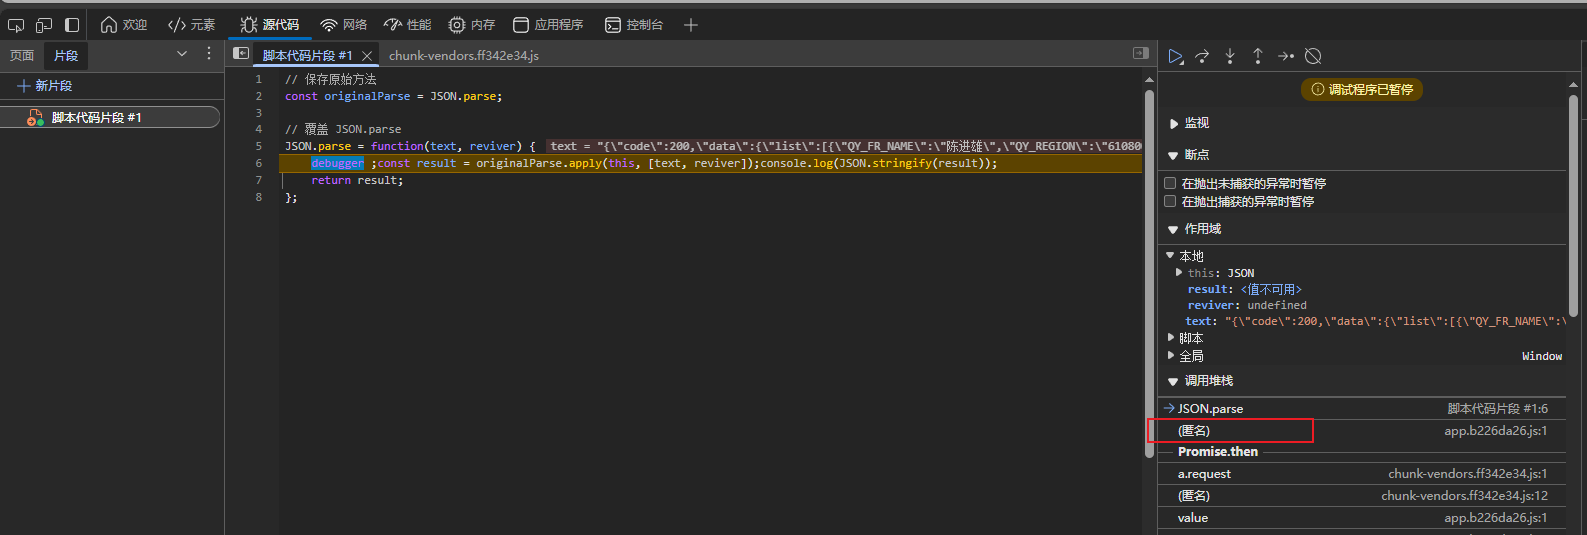 欢迎 元素 源代码 网络 性能 内存 应用程序 控制台
页面 片段
新片段
脚本代码片段 #1
脚本代码片段 #1 chunk-vendors.ff342e34.js
1 // 保存原始方法
2 const originalParse = JSON.parse;
3
4 // 覆盖 JSON.parse
5 JSON.parse = function(text, reviver) { text = "{\"code\":200,\"data\":{\"list\":[{\"QY_FR_NAME\":\"陈进雄\",\"QY_REGION\":\"61080
6 debugger ;const result = originalParse.apply(this, [text, reviver]);console.log(JSON.stringify(result));
7 return result;
8 };
调试程序已暂停
监视
断点
在抛出未捕获的异常时暂停
在抛出捕获的异常时暂停
作用域
本地
this: JSON
result: <值不可用>
reviver: undefined
text: "{\"code\":200,\"data\":{\"list\":[{\"QY_FR_NAME\":\
脚本
全局 Window
调用堆栈
JSON.parse 脚本代码片段 #1:6
(匿名) app.b226da26.js:1
Promise.then
a.request chunk-vendors.ff342e34.js:1
(匿名) chunk-vendors.ff342e34.js:12
value app.b226da26.js:1